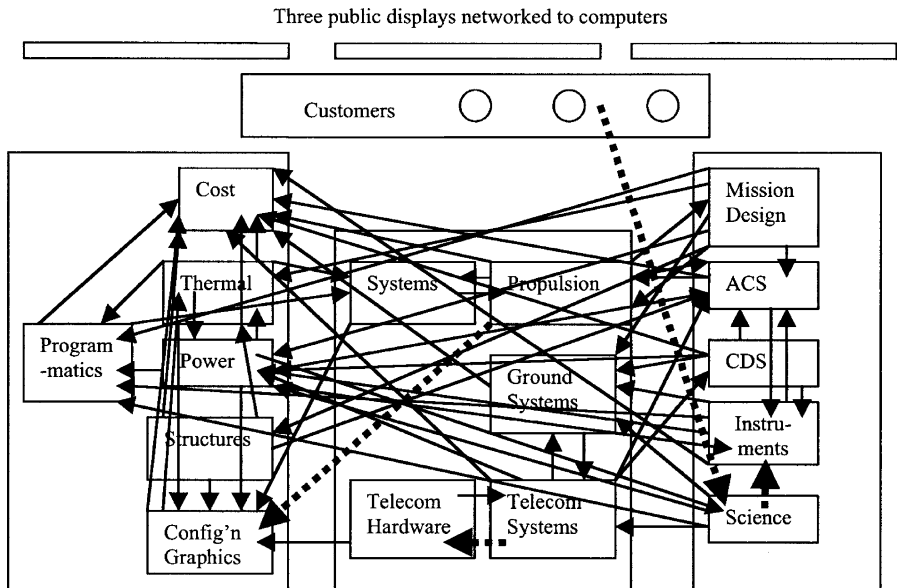 Three public displays networked to computers
Customers
Cost
Thermal
Program
-matics
Power
Structures
Config'n
Graphics
Systems
Propulsion
Ground
Systems
Telecom
Hardware
Telecom
Systems
Mission
Design
ACS
CDS
Instru-
ments
Science